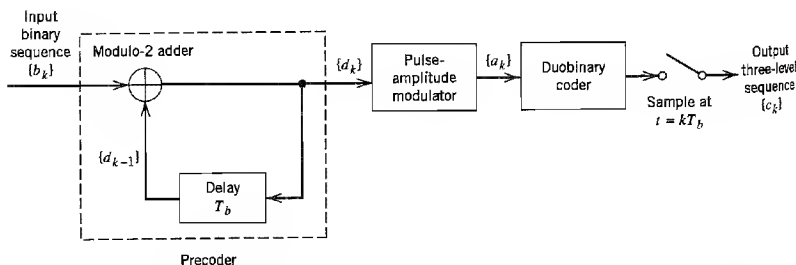 Input
binary
sequence
{b_k}
Modulo-2 adder
{d_{k-1}}
Delay
T_b
Precoder
{d_k}
Pulse-
amplitude
modulator
{a_k}
Duobinary
coder
Sample at
t = kT_b
Output
three-level
sequence
{c_k}